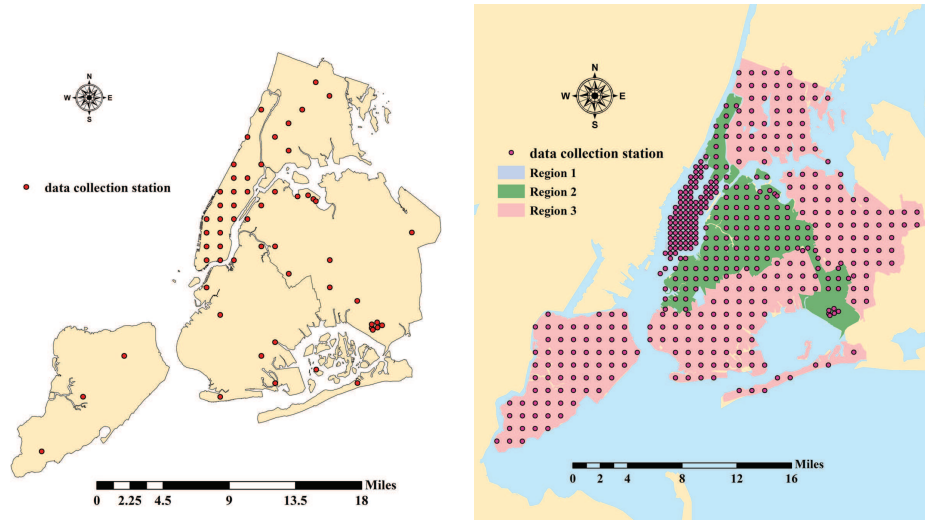 N
W E
S
data collection station
Miles
0 2.25 4.5 9 13.5 18
N
W E
S
data collection station
Region 1
Region 2
Region 3
Miles
0 2 4 8 12 16